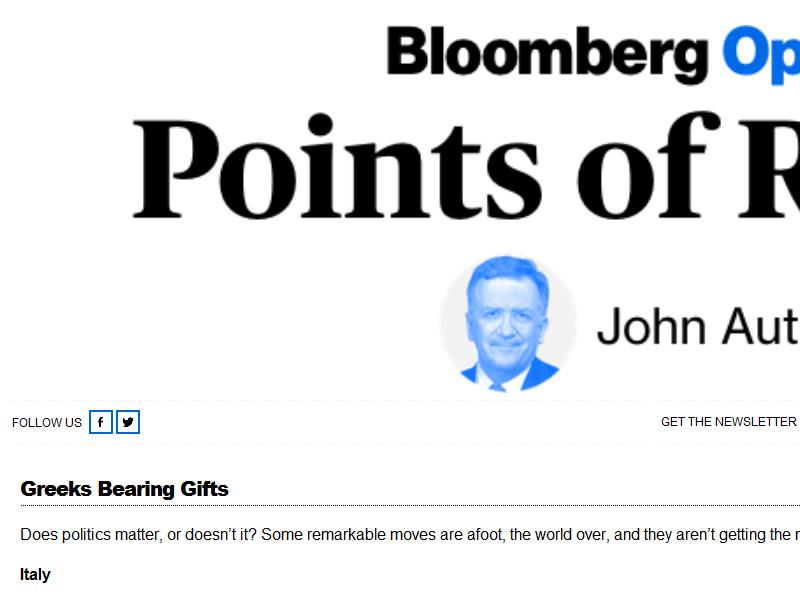 Bloomberg Op
Points of R
John Aut
FOLLOW US
GET THE NEWSLETTER
Greeks Bearing Gifts
Does politics matter, or doesn’t it? Some remarkable moves are afoot, the world over, and they aren’t getting the
Italy